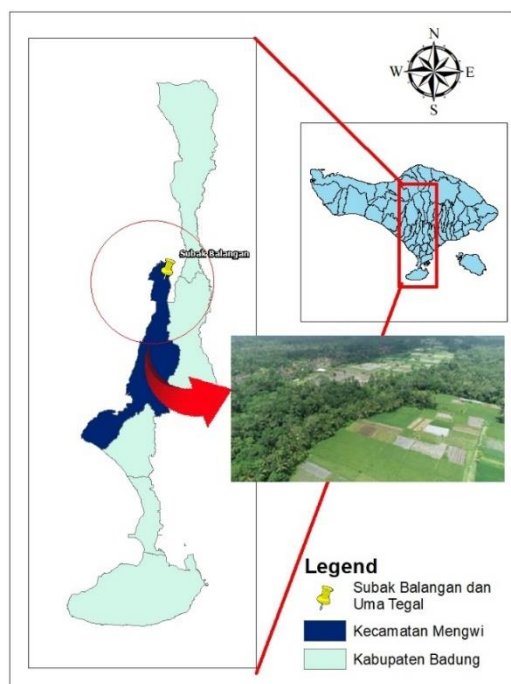 N
W E
S
Subak Balangan
Legend
Subak Balangan dan
Uma Tegal
Kecamatan Mengwi
Kabupaten Badung